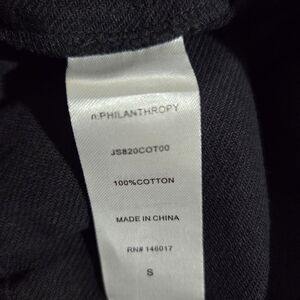 n:PHILANTHROPY
JS820COT00
100%COTTON
MADE IN CHINA
RN# 146017
S